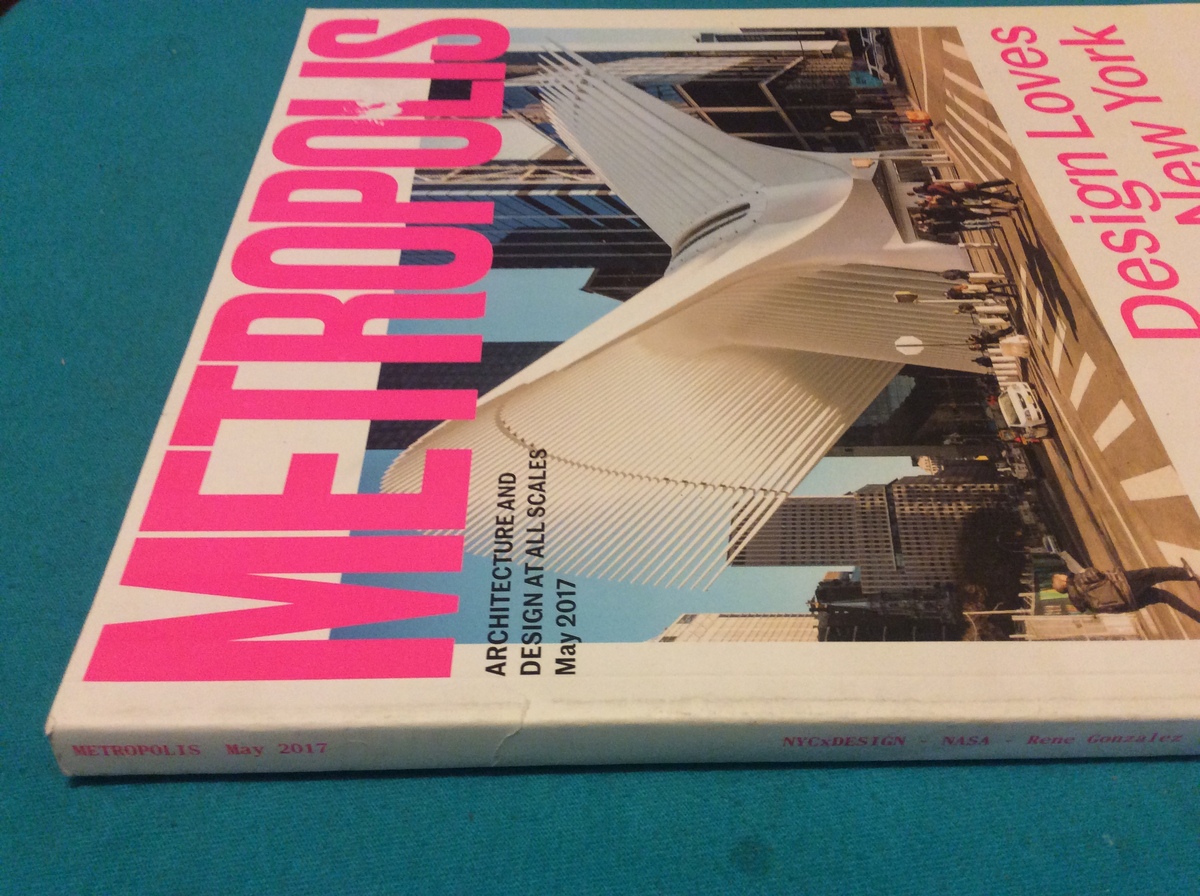 METROPOLIS
ARCHITECTURE AND
DESIGN AT ALL SCALES
May 2017
Design Loves
New York
METROPOLIS May 2017
NYCxDESIGN - NASA - Rene Gonzalez